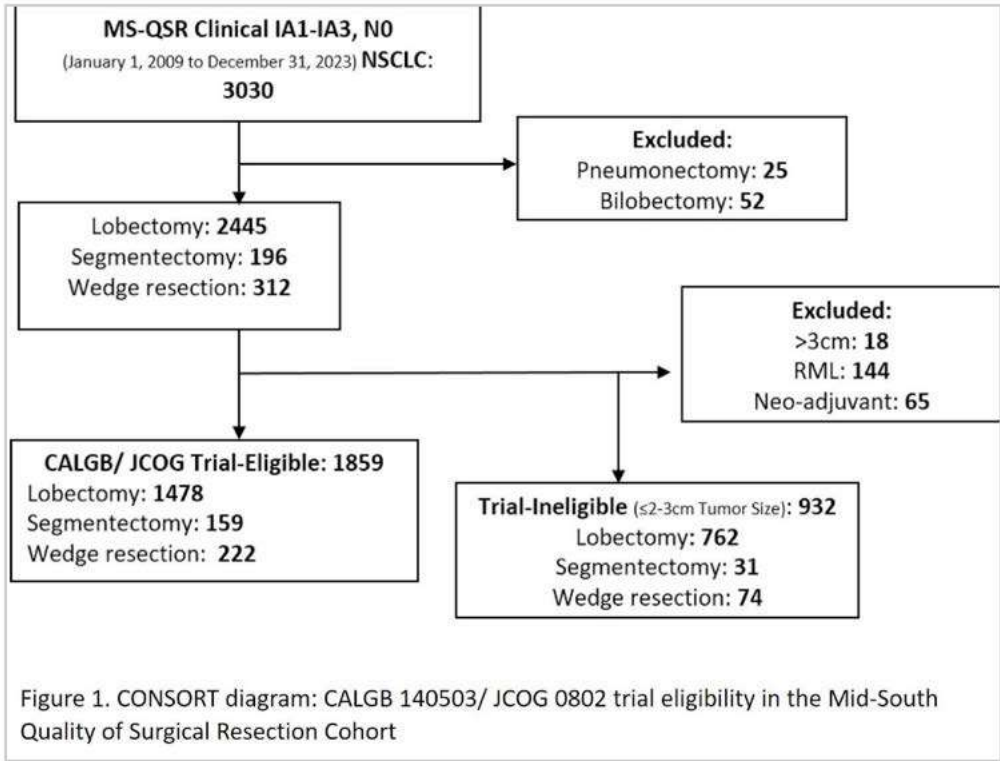 MS-QSR Clinical IA1-IA3, N0
(January 1, 2009 to December 31, 2023) NSCLC:
3030
Excluded:
Pneumonectomy: 25
Bilobectomy: 52
Lobectomy: 2445
Segmentectomy: 196
Wedge resection: 312
Excluded:
>3cm: 18
RML: 144
Neo-adjuvant: 65
CALGB/ JCOG Trial-Eligible: 1859
Lobectomy: 1478
Segmentectomy: 159
Wedge resection: 222
Trial-Ineligible (≤2-3cm Tumor Size): 932
Lobectomy: 762
Segmentectomy: 31
Wedge resection: 74
Figure 1. CONSORT diagram: CALGB 140503/ JCOG 0802 trial eligibility in the Mid-South
Quality of Surgical Resection Cohort